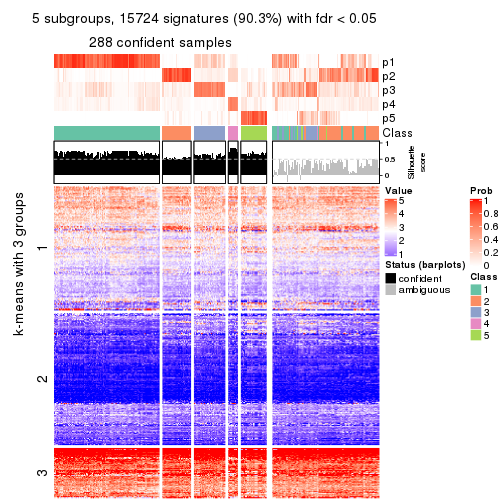 5 subgroups, 15724 signatures (90.3%) with fdr < 0.05
288 confident samples
p1
p2
p3
p4
p5
Class
1
0.5
0
Silhouette
score
k-means with 3 groups
1
2
3
Value
5
4
3
2
1
Status (barplots)
confident
ambiguous
Prob
1
0.8
0.6
0.4
0.2
0
Class
1
2
3
4
5